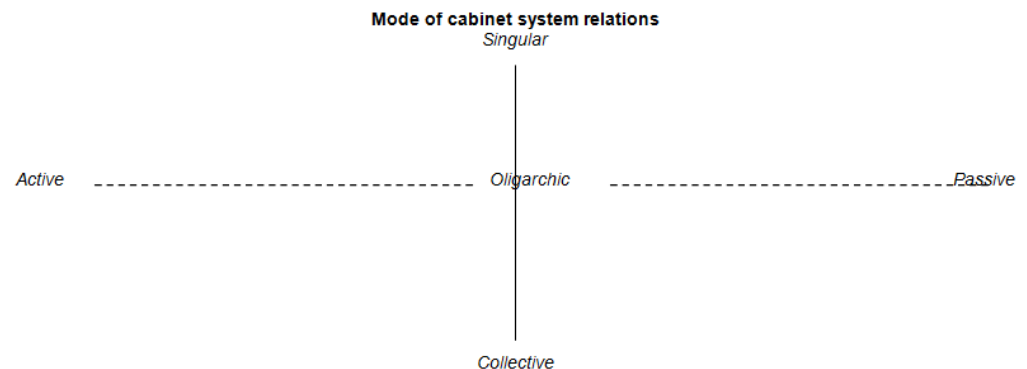 Mode of cabinet system relations
Singular
Active
Oligarchic
Passive
Collective